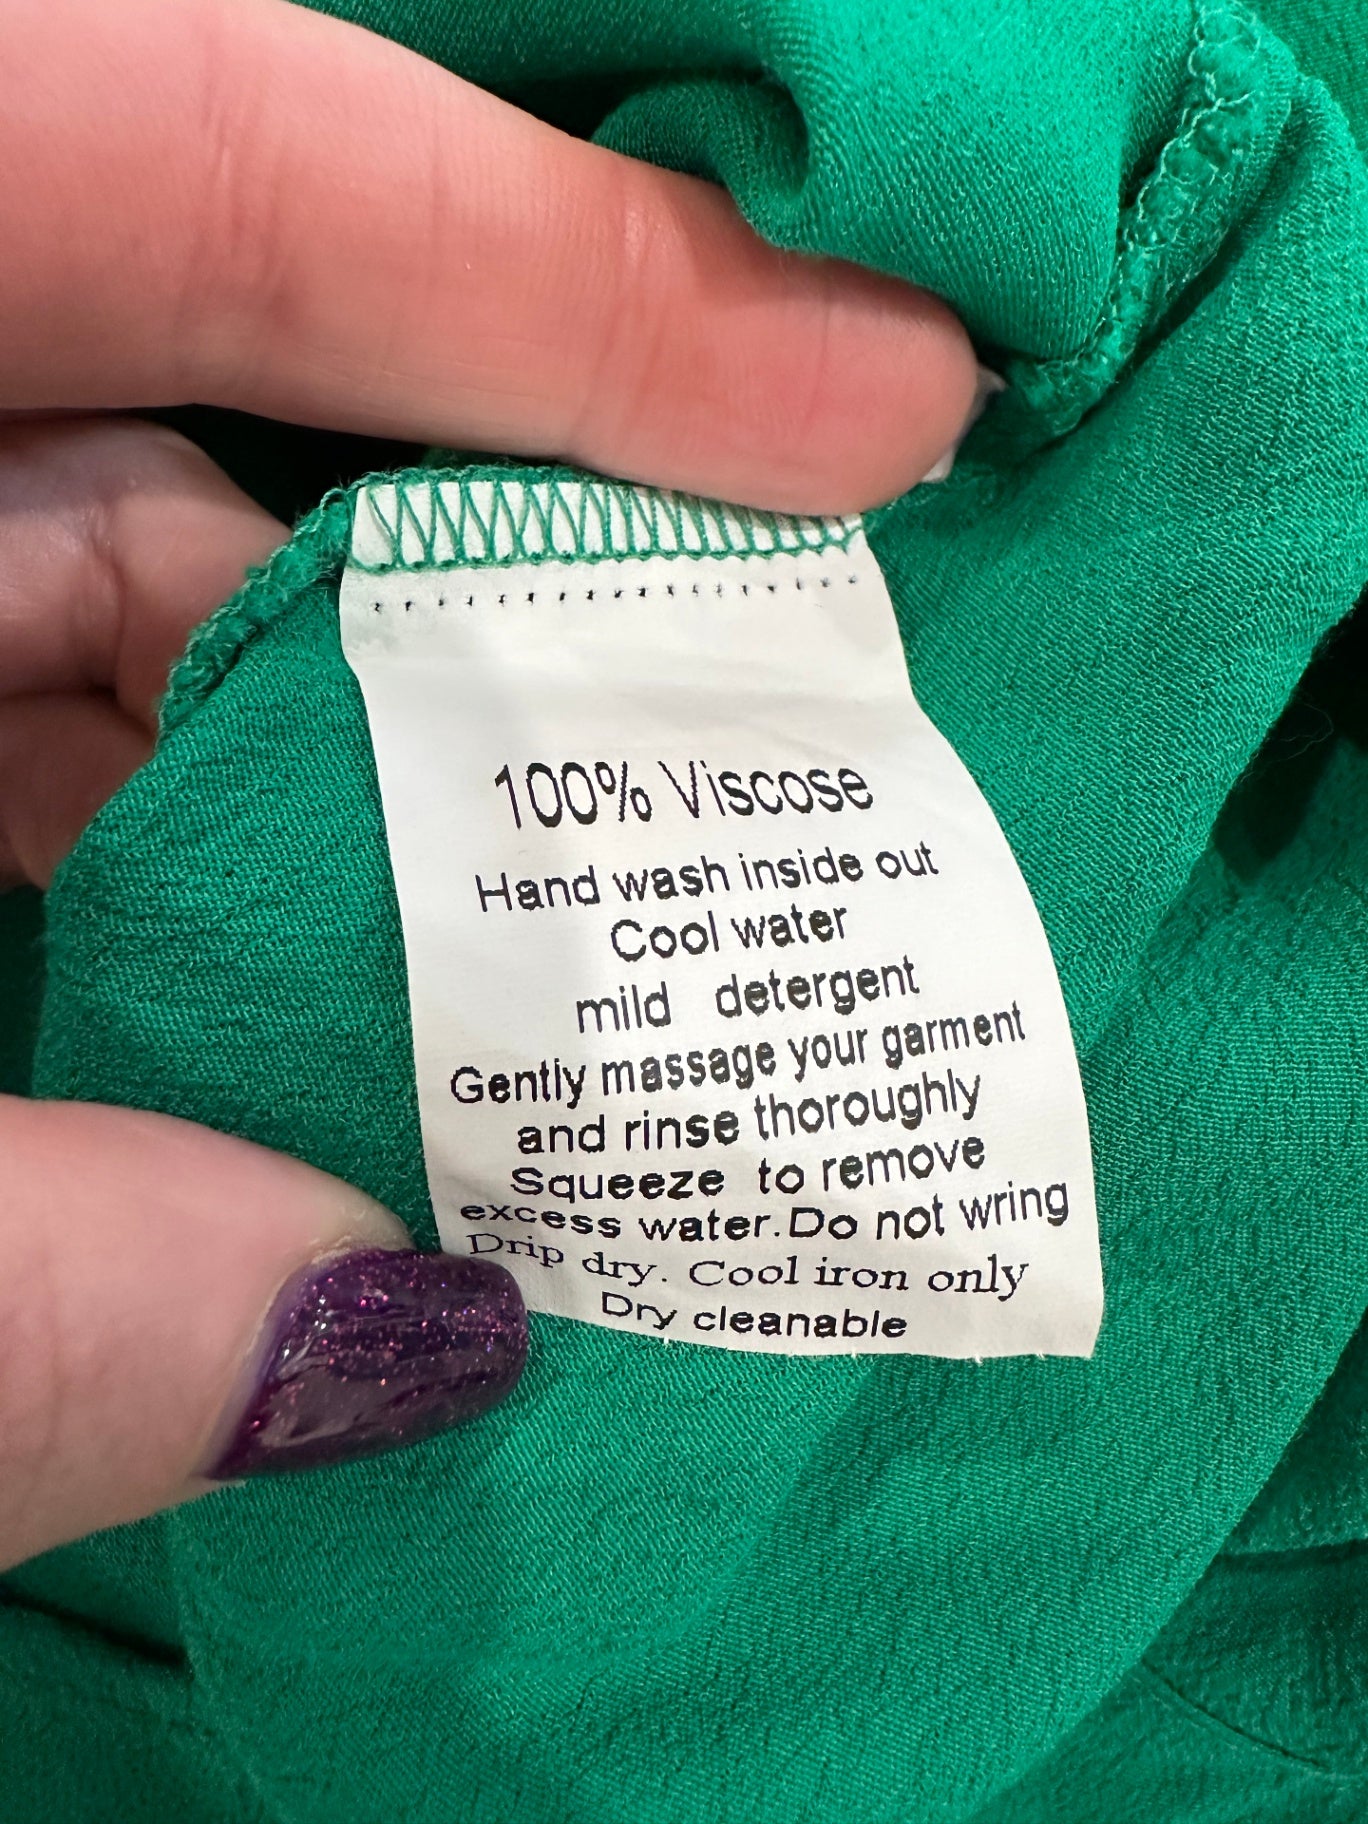 100% Viscose
Hand wash inside out
Cool water
mild detergent
Gently massage your garment
and rinse thoroughly
Squeeze to remove
excess water.Do not wring
Drip dry. Cool iron only
Dry cleanable